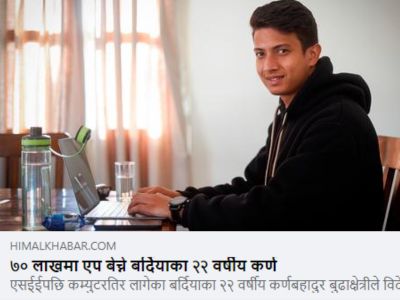 HIMALKHABAR.COM
७० लाखमा एप बेच्ने बर्दियाका २२ वर्षीय कर्ण
एसईईपछि कम्प्युटरतिर लागेका बर्दियाका २२ वर्षीय कर्णबहादुर बुढाक्षेत्रीले विदे